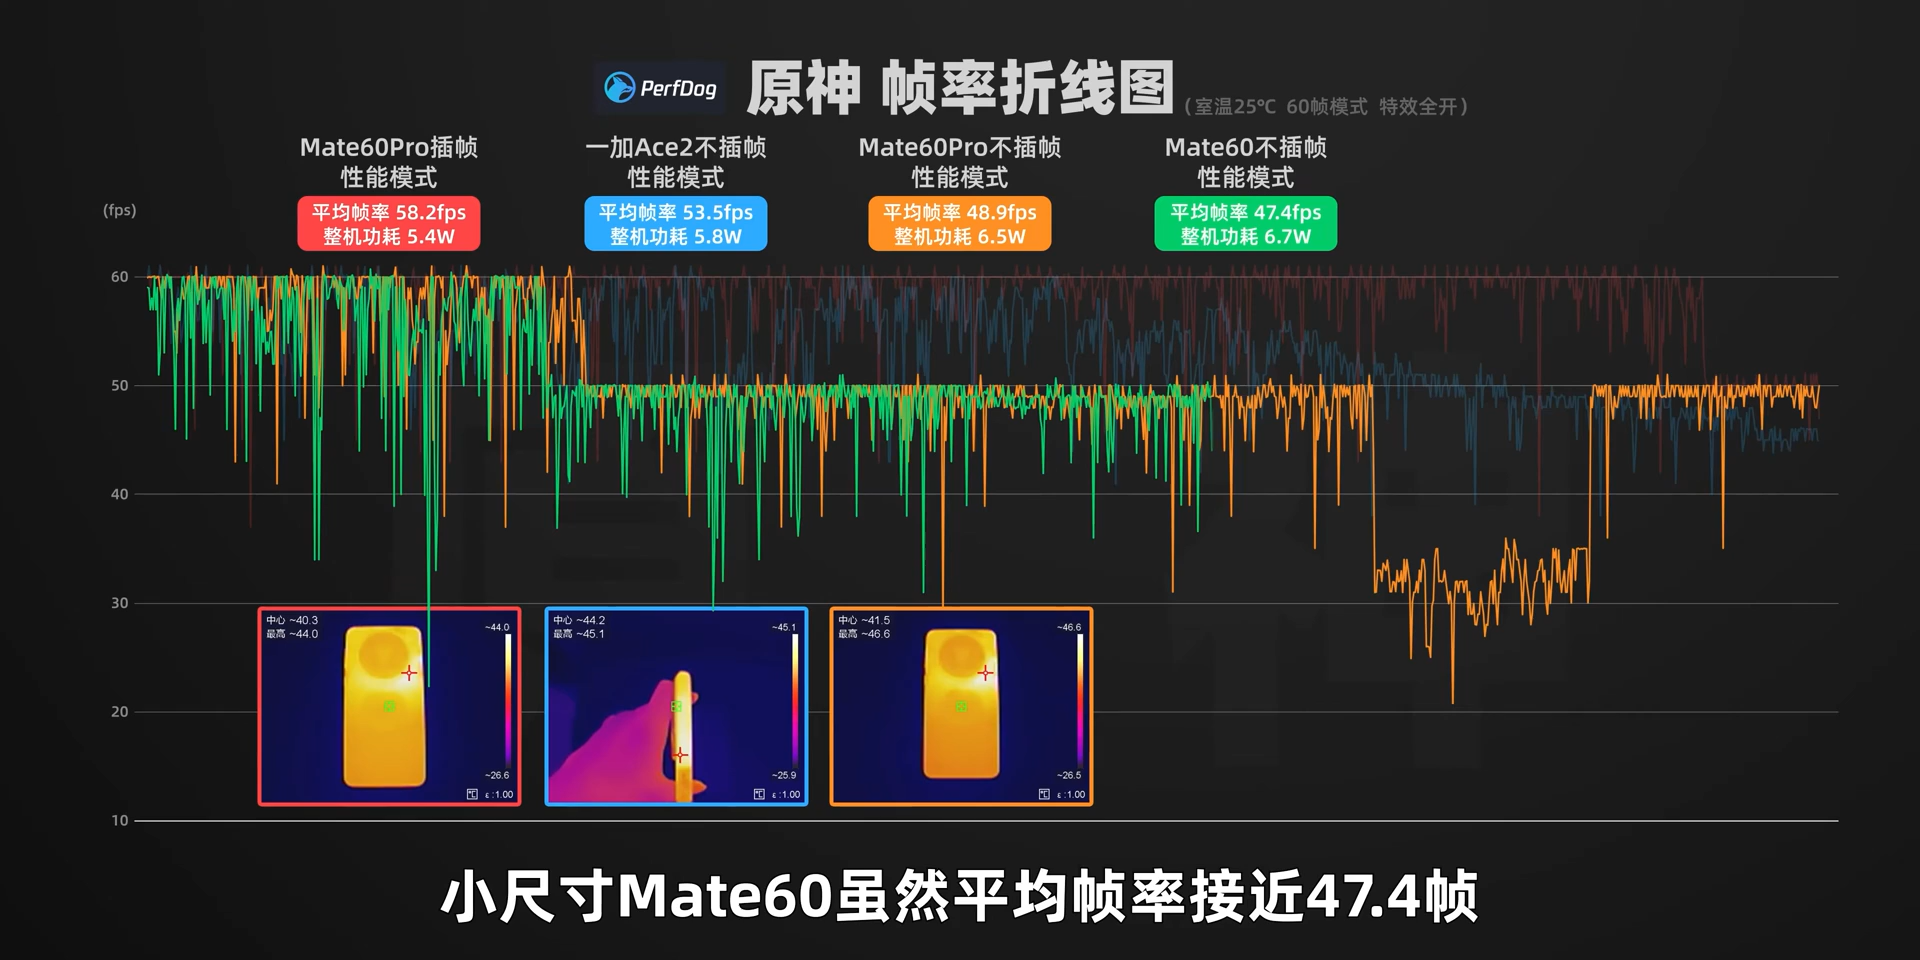 PerfDog 原神 帧率折线图 (室温25℃ 60帧模式 特效全开)
Mate60Pro插帧
性能模式
平均帧率 58.2fps
整机功耗 5.4W
一加Ace2不插帧
性能模式
平均帧率 53.5fps
整机功耗 5.8W
Mate60Pro不插帧
性能模式
平均帧率 48.9fps
整机功耗 6.5W
Mate60不插帧
性能模式
平均帧率 47.4fps
整机功耗 6.7W
(fps)
60
50
40
30
20
10
中心 ~40.3
最高 ~44.0
~44.0
~26.6
℃ ε:1.00
中心 ~44.2
最高 ~45.1
~45.1
~25.9
℃ ε:1.00
中心 ~41.5
最高 ~46.6
~46.6
~26.5
℃ ε:1.00
小尺寸Mate60虽然平均帧率接近47.4帧